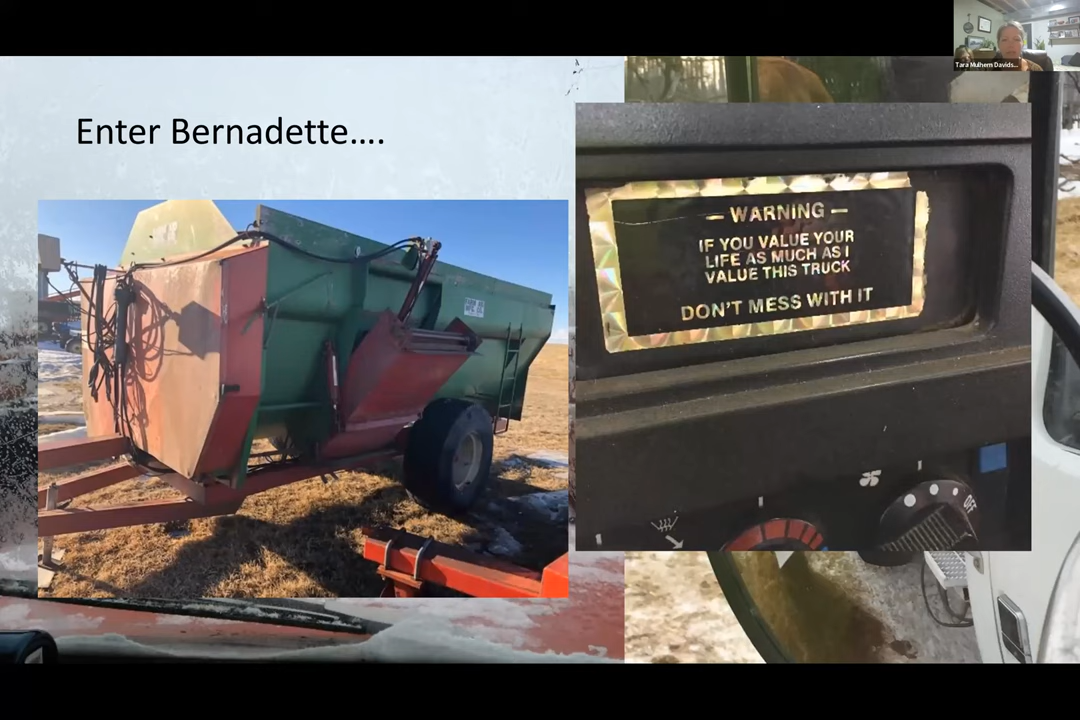 Tara Mulhern Davids...
Enter Bernadette....
— WARNING —
IF YOU VALUE YOUR
LIFE AS MUCH AS I
VALUE THIS TRUCK
DON'T MESS WITH IT
OFF